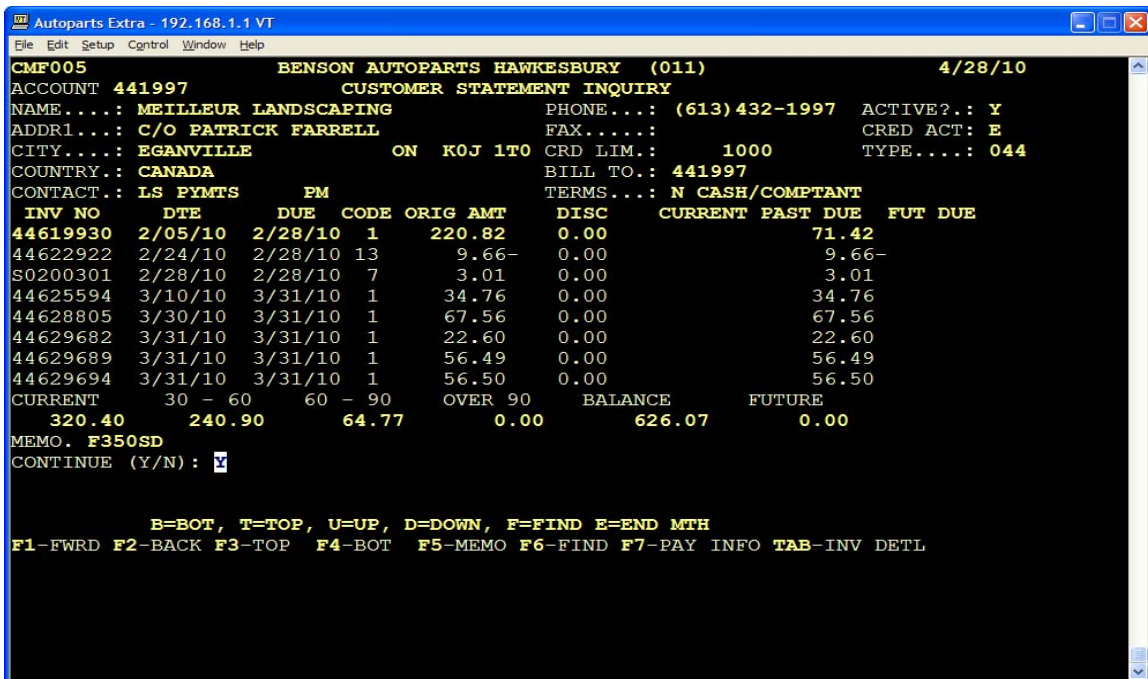 Autoparts Extra - 192.168.1.1 VT
File Edit Setup Control Window Help
CMF005 BENSON AUTOPARTS HAWKESBURY (011) 4/28/10
ACCOUNT 441997 CUSTOMER STATEMENT INQUIRY
NAME....: MEILLEUR LANDSCAPING PHONE...: (613)432-1997 ACTIVE?.: Y
ADDR1...: C/O PATRICK FARRELL FAX.....: CRED ACT: E
CITY....: EGANVILLE ON K0J 1T0 CRD LIM.: 1000 TYPE....: 044
COUNTRY.: CANADA BILL TO.: 441997
CONTACT.: LS PYMTS PM TERMS...: N CASH/COMPTANT
INV NO DTE DUE CODE ORIG AMT DISC CURRENT PAST DUE FUT DUE
44619930 2/05/10 2/28/10 1 220.82 0.00 71.42
44622922 2/24/10 2/28/10 13 9.66- 0.00 9.66-
S0200301 2/28/10 2/28/10 7 3.01 0.00 3.01
44625594 3/10/10 3/31/10 1 34.76 0.00 34.76
44628805 3/30/10 3/31/10 1 67.56 0.00 67.56
44629682 3/31/10 3/31/10 1 22.60 0.00 22.60
44629689 3/31/10 3/31/10 1 56.49 0.00 56.49
44629694 3/31/10 3/31/10 1 56.50 0.00 56.50
CURRENT 30 - 60 60 - 90 OVER 90 BALANCE FUTURE
320.40 240.90 64.77 0.00 626.07 0.00
MEMO. F350SD
CONTINUE (Y/N): Y
B=BOT, T=TOP, U=UP, D=DOWN, F=FIND E=END MTH
F1-FWRD F2-BACK F3-TOP F4-BOT F5-MEMO F6-FIND F7-PAY INFO TAB-INV DETL